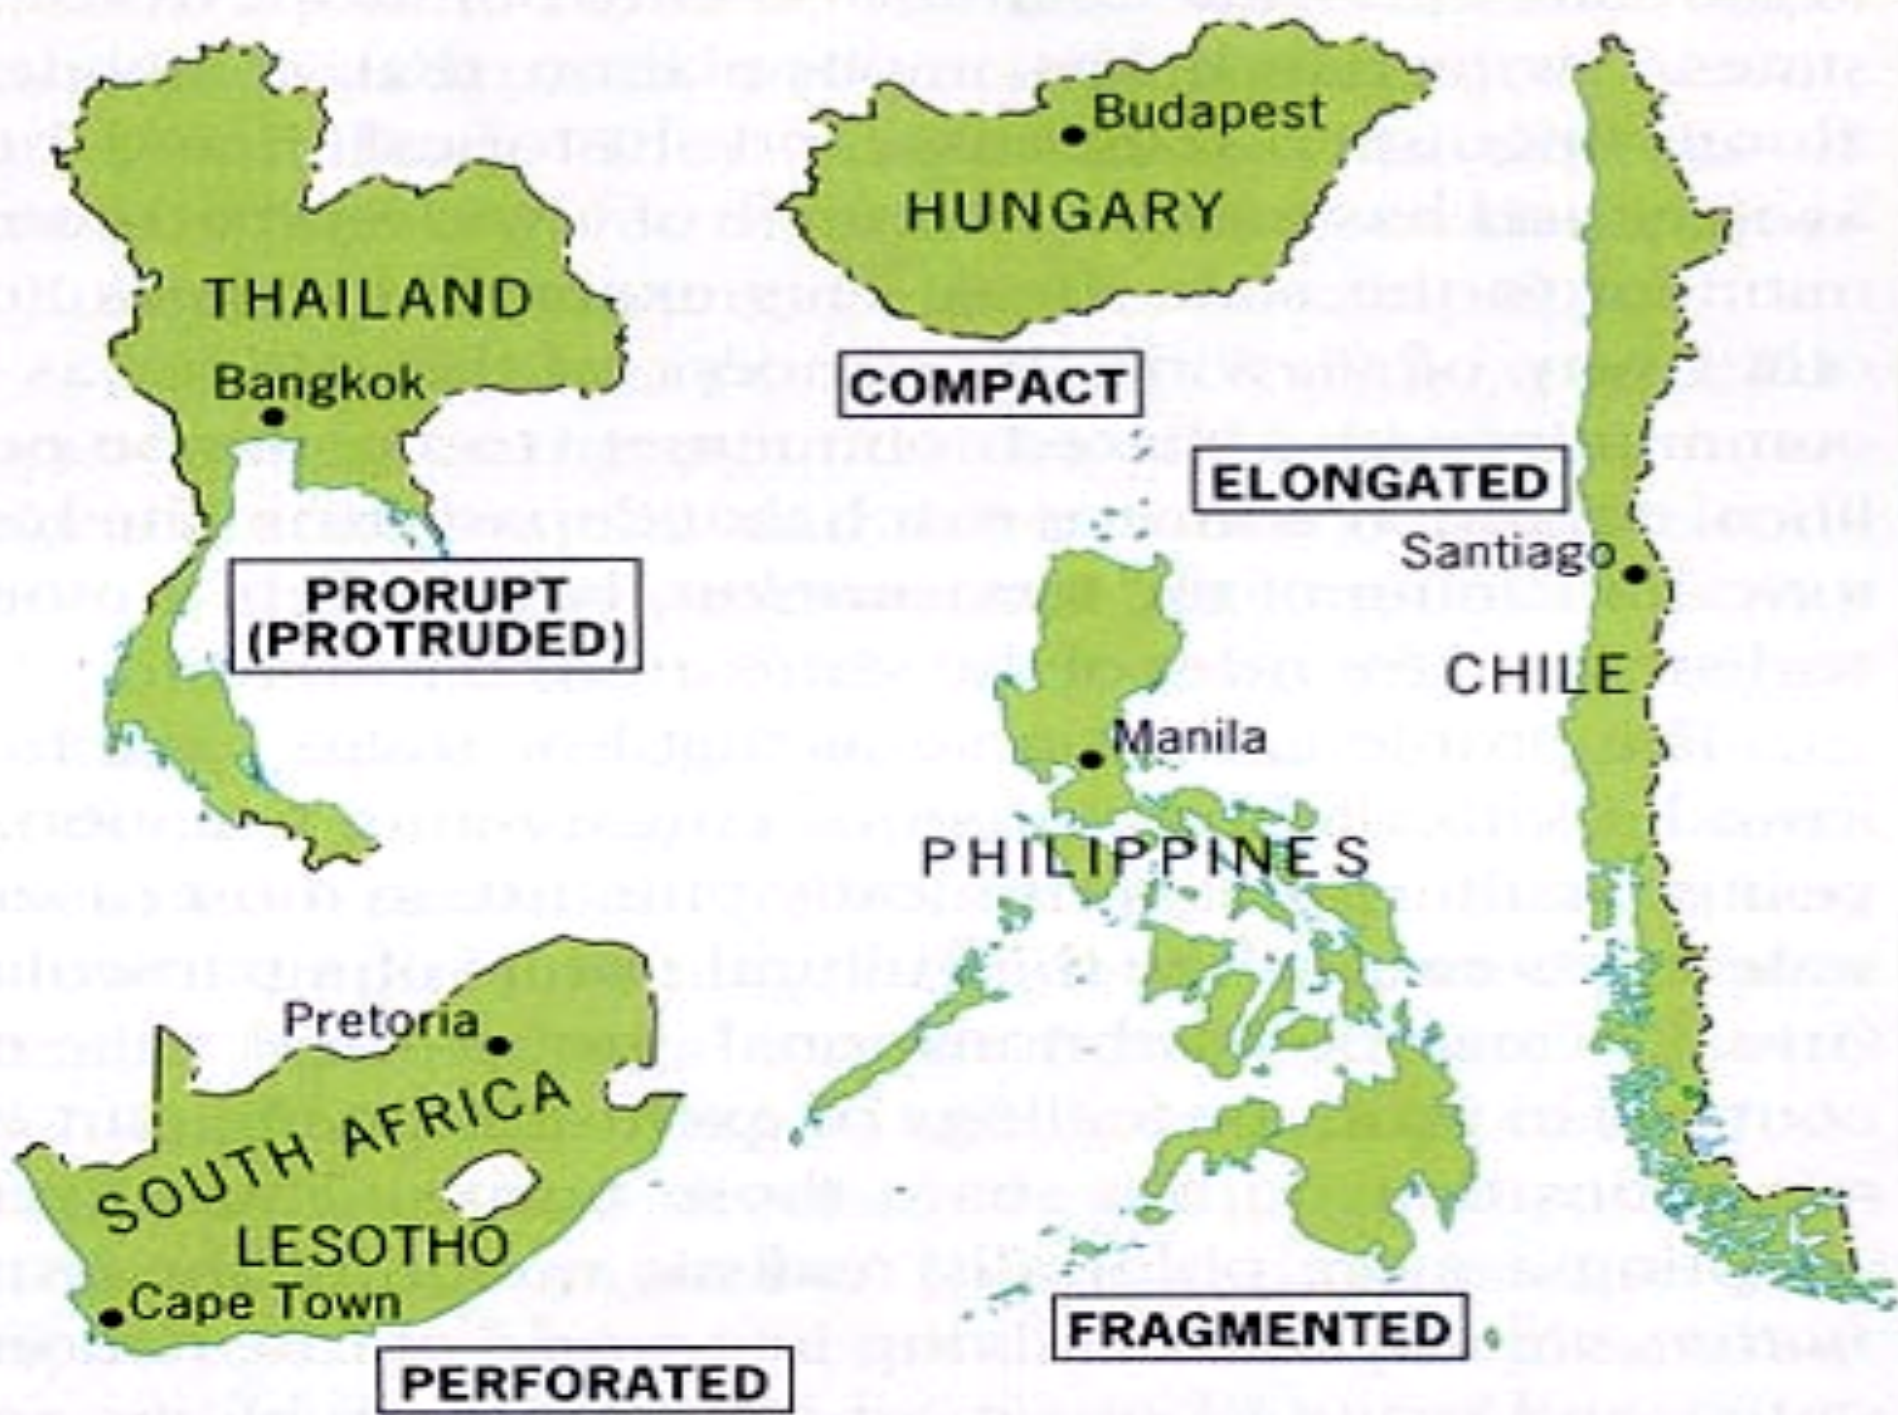 THAILAND
Bangkok
PRORUPT
(PROTRUDED)
Budapest
HUNGARY
COMPACT
ELONGATED
Santiago
CHILE
Manila
PHILIPPINES
FRAGMENTED
Pretoria
SOUTH AFRICA
LESOTHO
Cape Town
PERFORATED